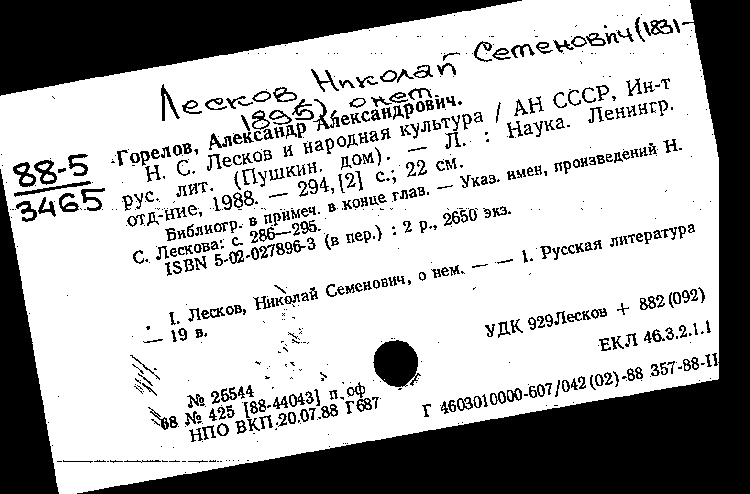 Лесков, Николай Семенович (1831-
1895), о нем.
88-5
3465
Горелов, Александр Александрович.
Н. С. Лесков и народная культура / АН СССР, Ин-т
рус. лит. (Пушкин. дом). — Л. : Наука. Ленингр.
отд-ние, 1988. — 294,[2] с.; 22 см.
Библиогр. в примеч. в конце глав. — Указ. имен, произведений Н.
С. Лескова: с. 286—295.
ISBN 5-02-027896-3 (в пер.) : 2 р., 2650 экз.
I. Лесков, Николай Семенович, о нем. — — 1. Русская литература
— 19 в.
УДК 929Лесков + 882(092)
ЕКЛ 46.3.2.1.1
№ 25544
68 № 425 [88-44043] п. оф
НПО ВКП 20.07.88 Г687
Г 4603010000-607/042(02)-88 357-88-II